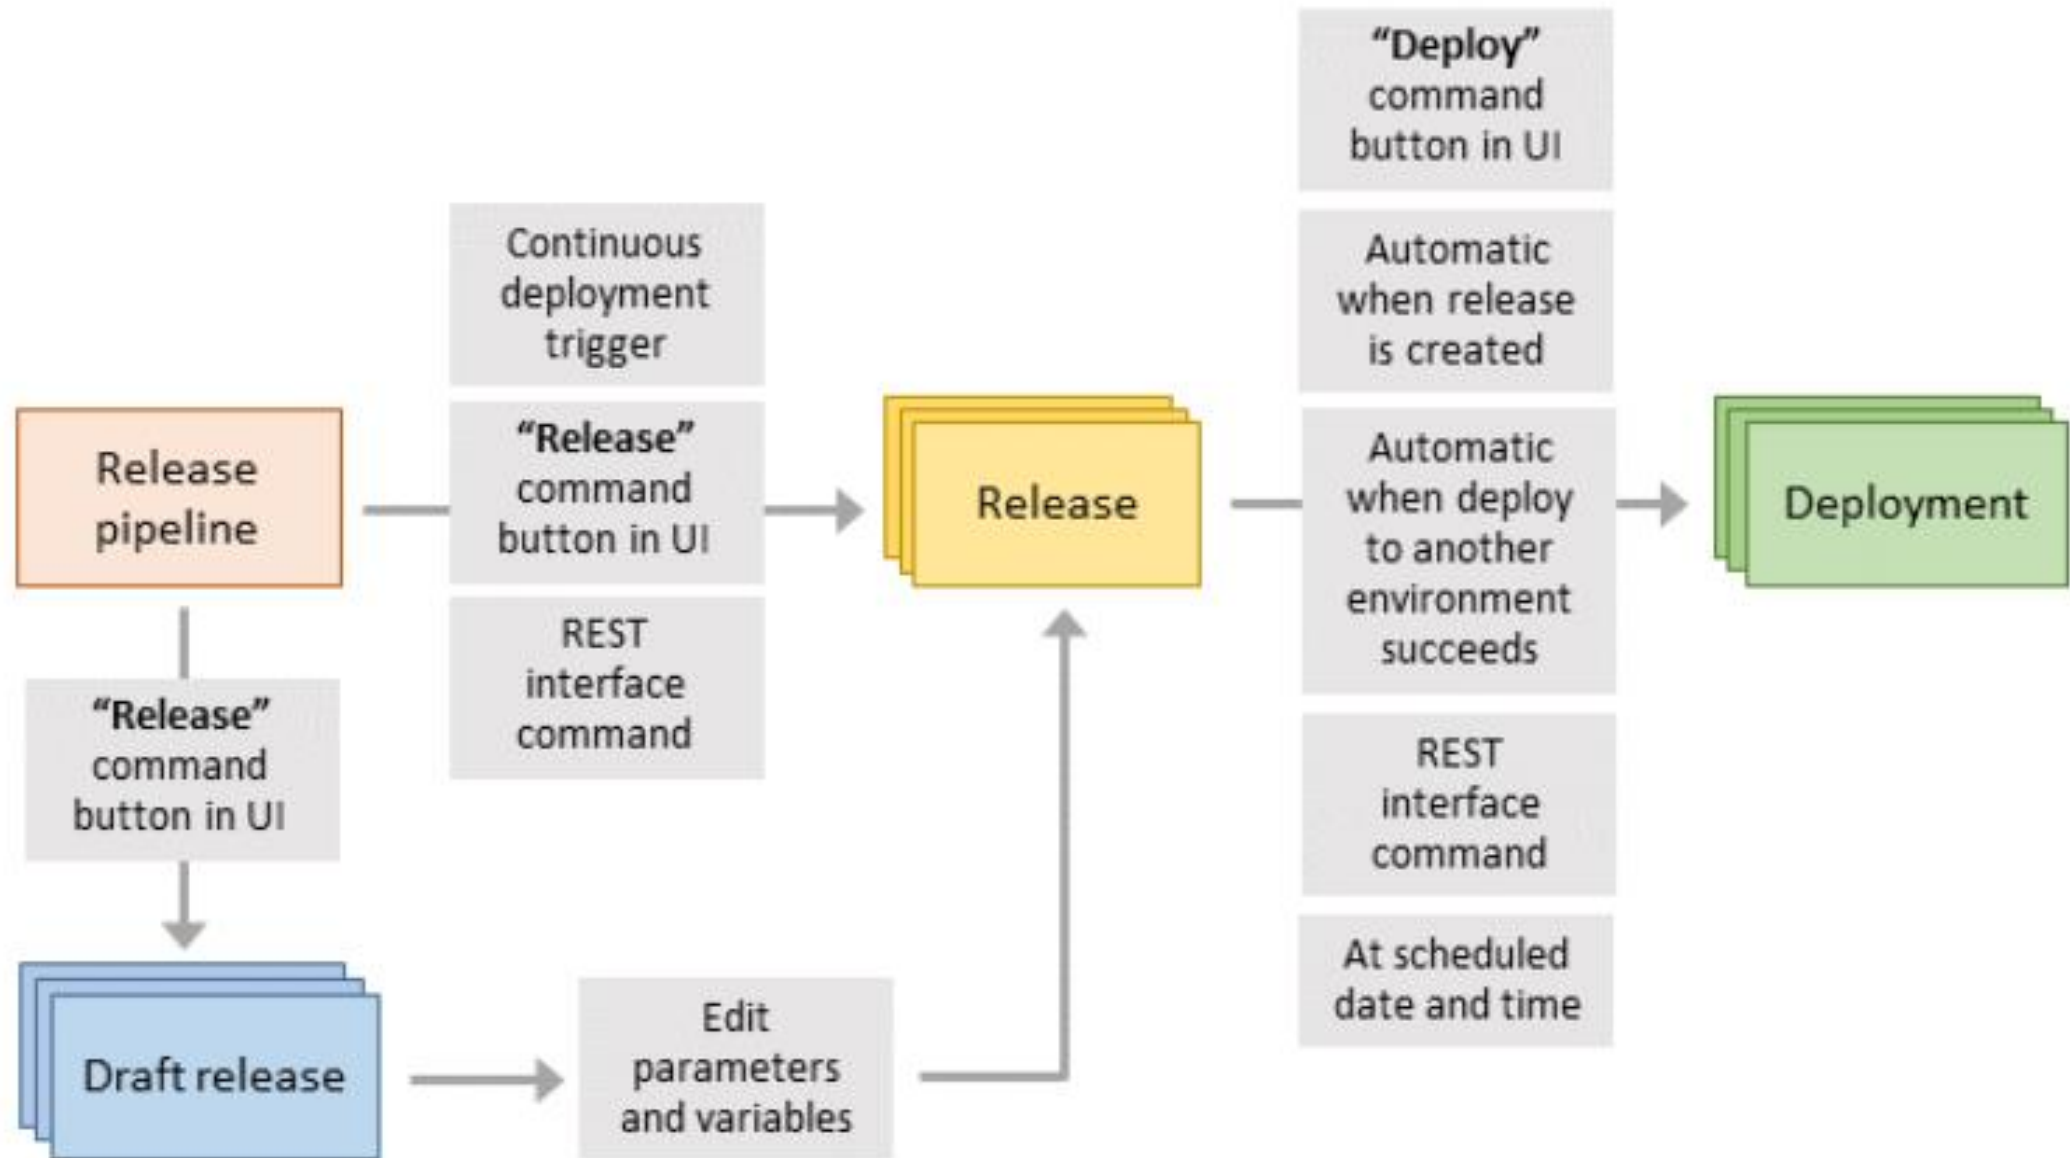 Release
pipeline
Continuous
deployment
trigger
“Release”
command
button in UI
REST
interface
command
Release
“Deploy”
command
button in UI
Automatic
when release
is created
Automatic
when deploy
to another
environment
succeeds
REST
interface
command
At scheduled
date and time
Deployment
“Release”
command
button in UI
Draft release
Edit
parameters
and variables